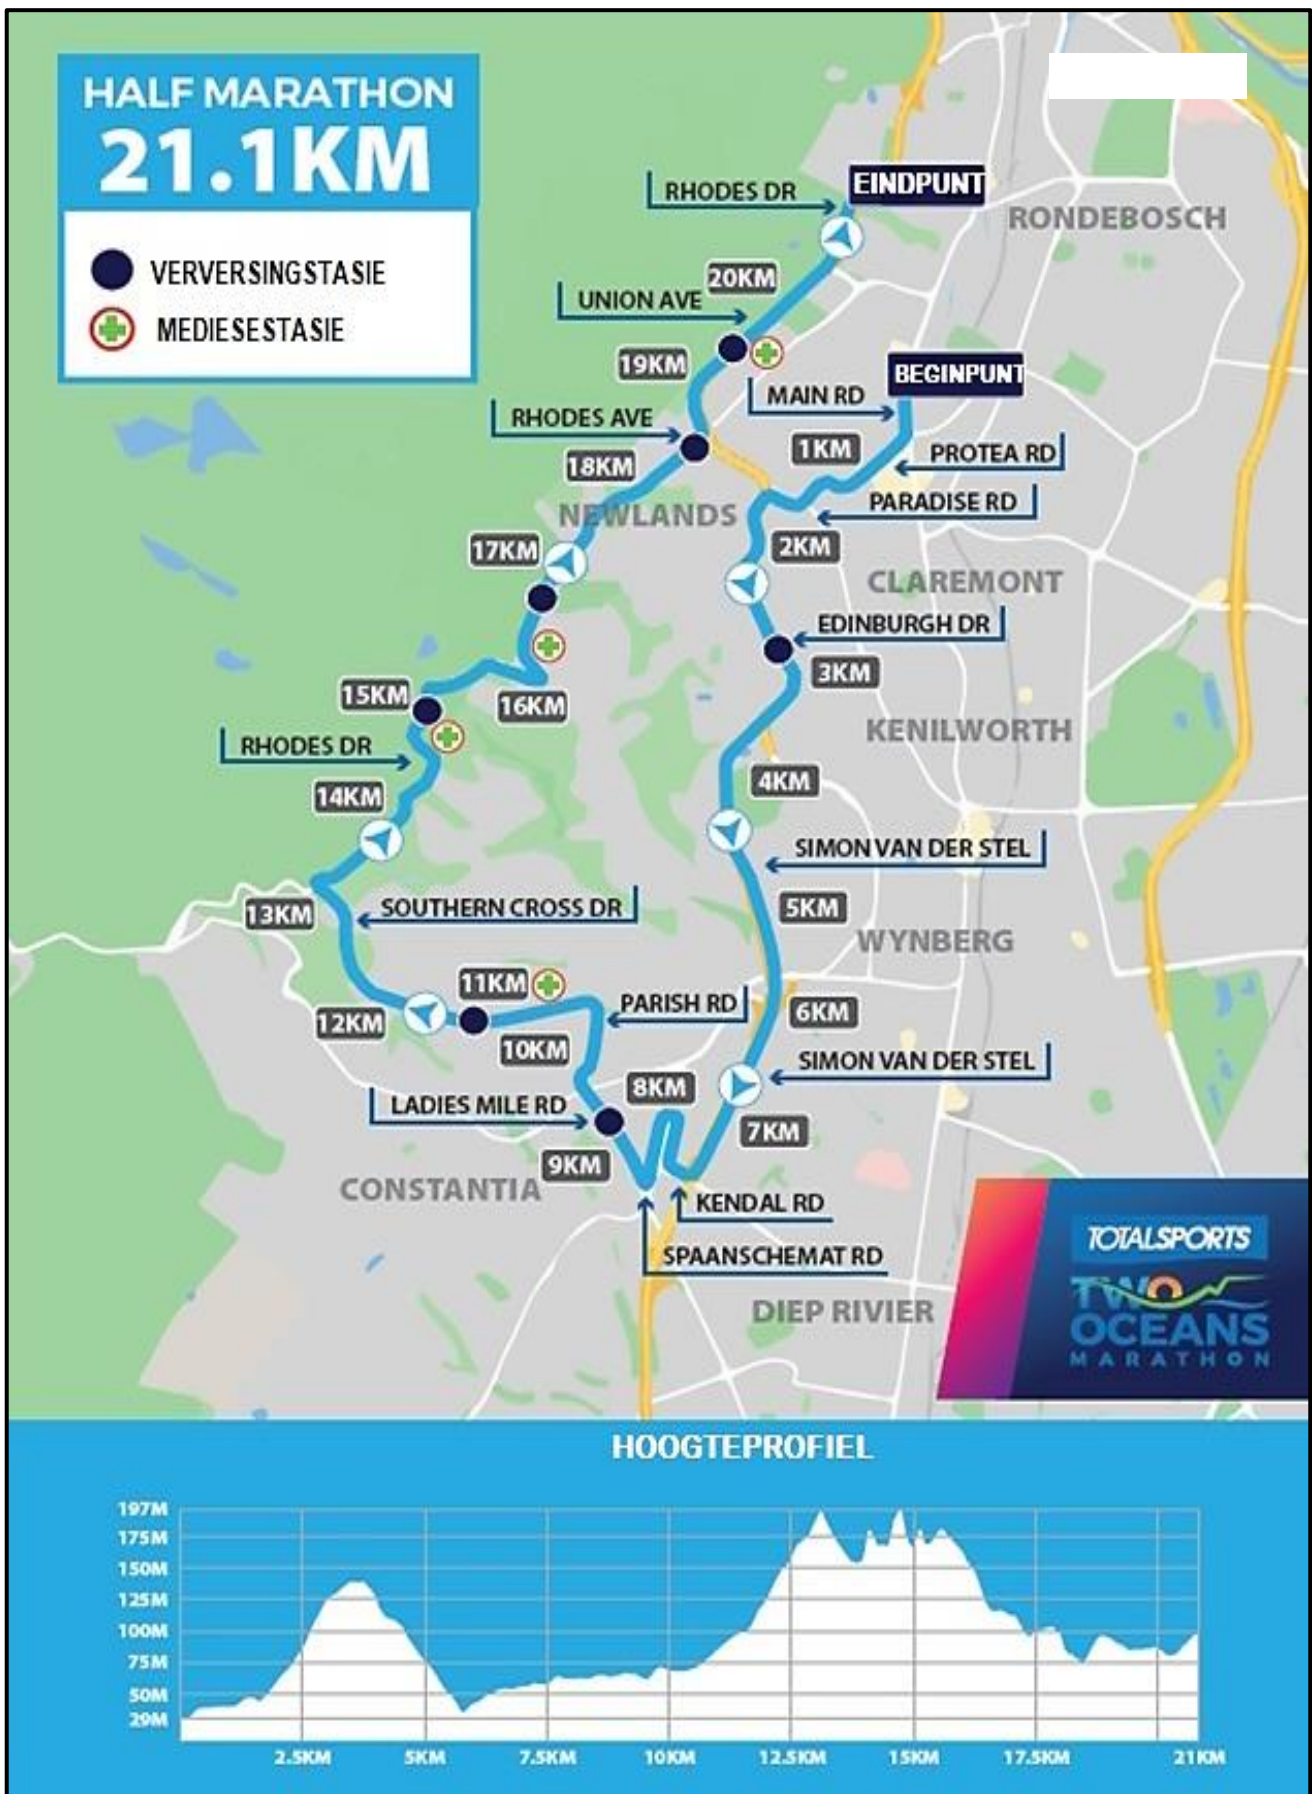 HALF MARATHON
21.1KM
VERVERSINGSTASIE
MEDIESESTASIE
RHODES DR
EINDPUNT
RONDEBOSCH
20KM
UNION AVE
19KM
BEGINPUNT
MAIN RD
RHODES AVE
1KM
PROTEA RD
18KM
PARADISE RD
NEWLANDS
17KM
2KM
CLAREMONT
EDINBURGH DR
3KM
15KM
16KM
KENILWORTH
RHODES DR
14KM
4KM
SIMON VAN DER STEL
13KM
SOUTHERN CROSS DR
5KM
WYNBERG
11KM
PARISH RD
12KM
6KM
10KM
SIMON VAN DER STEL
8KM
LADIES MILE RD
7KM
9KM
CONSTANTIA
KENDAL RD
SPAANSCHEMAT RD
DIEP RIVIER
TOTALSPORTS
TWO
OCEANS
MARATHON
HOOGTEPROFIEL
197M
175M
150M
125M
100M
75M
50M
29M
2.5KM 5KM 7.5KM 10KM 12.5KM 15KM 17.5KM 21KM